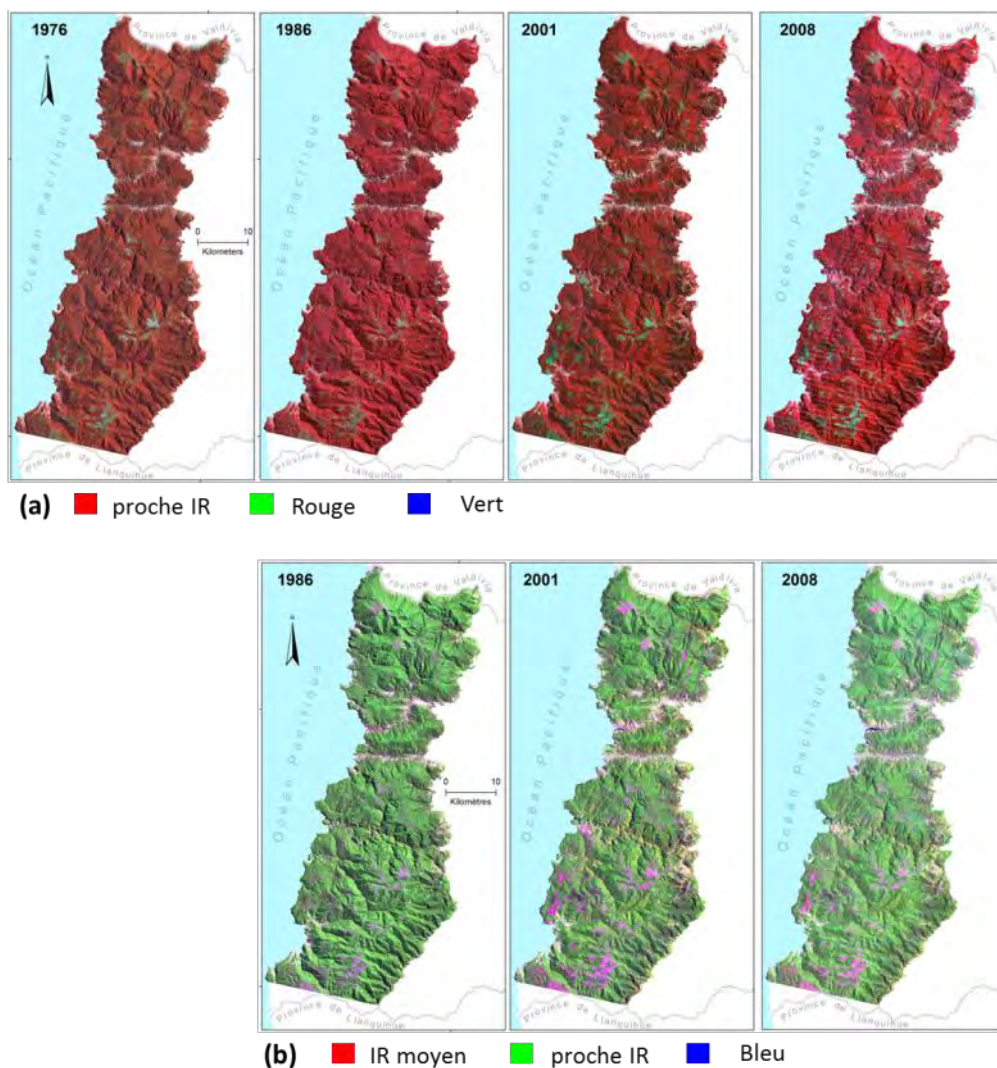 1976
1986
2001
2008
Province de Valdivia
Province de Valdivia
Province de Valdivia
Province de Valdivia
N
Océan Pacifique
Océan Pacifique
Océan Pacifique
Océan Pacifique
0 10
Kilometers
Province de Llanquihue
Province de Llanquihue
Province de Llanquihue
Province de Llanquihue
(a) proche IR Rouge Vert
1986
2001
2008
Province de Valdivia
Province de Valdivia
Province de Valdivia
Océan Pacifique
Océan Pacifique
Océan Pacifique
0 10
Kilomètres
Province de Llanquihue
Province de Llanquihue
Province de Llanquihue
(b) IR moyen proche IR Bleu